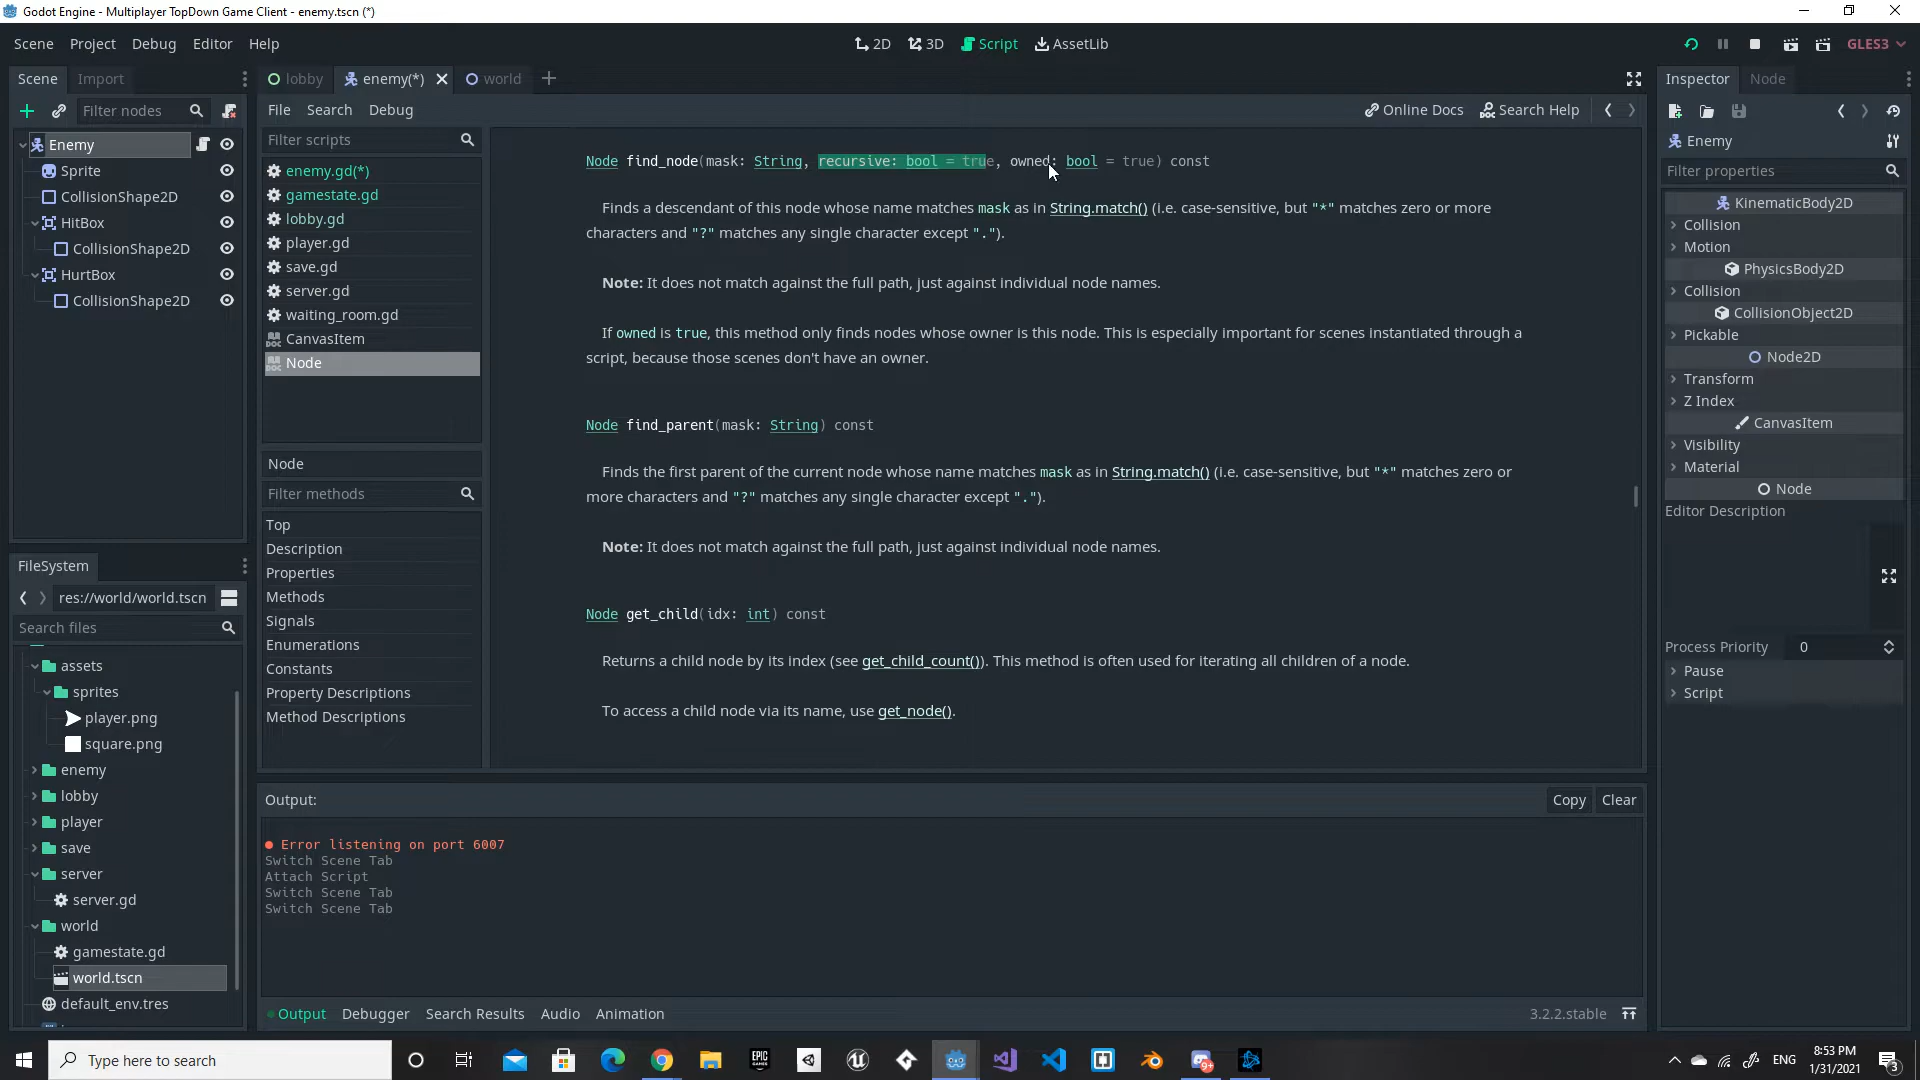 Godot Engine - Multiplayer TopDown Game Client - enemy.tscn (*)
Scene Project Debug Editor Help
2D 3D Script AssetLib
GLES3
Scene Import
lobby enemy(*) world
Inspector Node
Filter nodes
File Search Debug
Online Docs Search Help
Enemy
Sprite
CollisionShape2D
HitBox
CollisionShape2D
HurtBox
CollisionShape2D
Filter scripts
enemy.gd(*)
gamestate.gd
lobby.gd
player.gd
save.gd
server.gd
waiting_room.gd
CanvasItem
Node
Node
Filter methods
Top
Description
Properties
Methods
Signals
Enumerations
Constants
Property Descriptions
Method Descriptions
Node find_node(mask: String, recursive: bool = true, owned: bool = true) const
Finds a descendant of this node whose name matches mask as in String.match() (i.e. case-sensitive, but "*" matches zero or more
characters and "?" matches any single character except ".").
Note: It does not match against the full path, just against individual node names.
If owned is true, this method only finds nodes whose owner is this node. This is especially important for scenes instantiated through a
script, because those scenes don't have an owner.
Node find_parent(mask: String) const
Finds the first parent of the current node whose name matches mask as in String.match() (i.e. case-sensitive, but "*" matches zero or
more characters and "?" matches any single character except ".").
Note: It does not match against the full path, just against individual node names.
Node get_child(idx: int) const
Returns a child node by its index (see get_child_count()). This method is often used for iterating all children of a node.
To access a child node via its name, use get_node().
Enemy
Filter properties
KinematicBody2D
Collision
Motion
PhysicsBody2D
Collision
CollisionObject2D
Pickable
Node2D
Transform
Z Index
CanvasItem
Visibility
Material
Node
Editor Description
Process Priority 0
Pause
Script
FileSystem
res://world/world.tscn
Search files
assets
sprites
player.png
square.png
enemy
lobby
player
save
server
server.gd
world
gamestate.gd
world.tscn
default_env.tres
Output:
Copy Clear
Error listening on port 6007
Switch Scene Tab
Attach Script
Switch Scene Tab
Switch Scene Tab
Output Debugger Search Results Audio Animation
3.2.2.stable
Type here to search
EPIC GAMES
9+
ENG
8:53 PM
1/31/2021
3